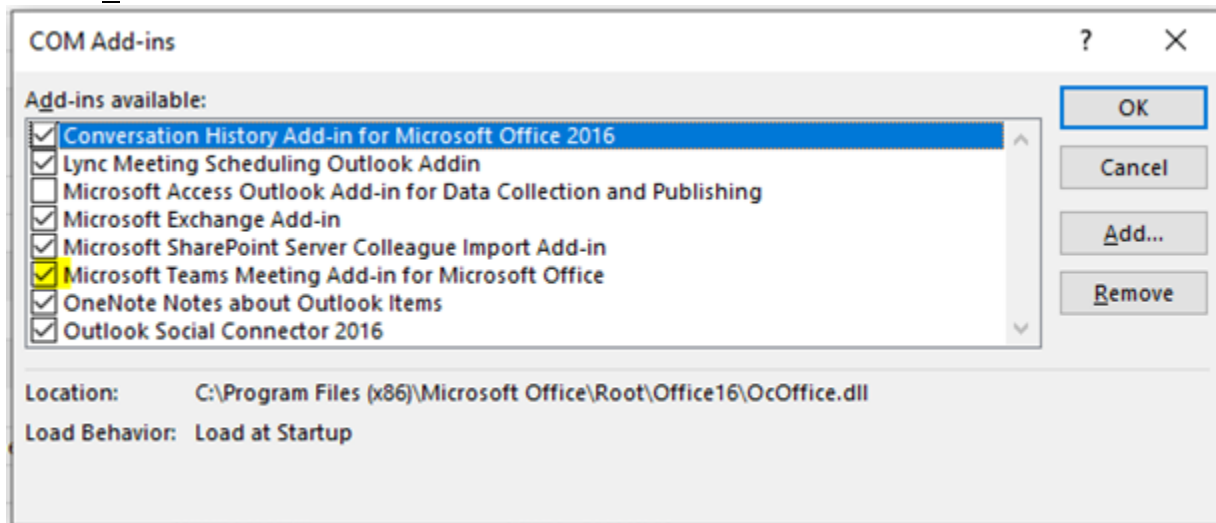 COM Add-ins ? ×
Add-ins available:
Conversation History Add-in for Microsoft Office 2016
Lync Meeting Scheduling Outlook Addin
Microsoft Access Outlook Add-in for Data Collection and Publishing
Microsoft Exchange Add-in
Microsoft SharePoint Server Colleague Import Add-in
Microsoft Teams Meeting Add-in for Microsoft Office
OneNote Notes about Outlook Items
Outlook Social Connector 2016
OK
Cancel
Add...
Remove
Location: C:\Program Files (x86)\Microsoft Office\Root\Office16\OcOffice.dll
Load Behavior: Load at Startup